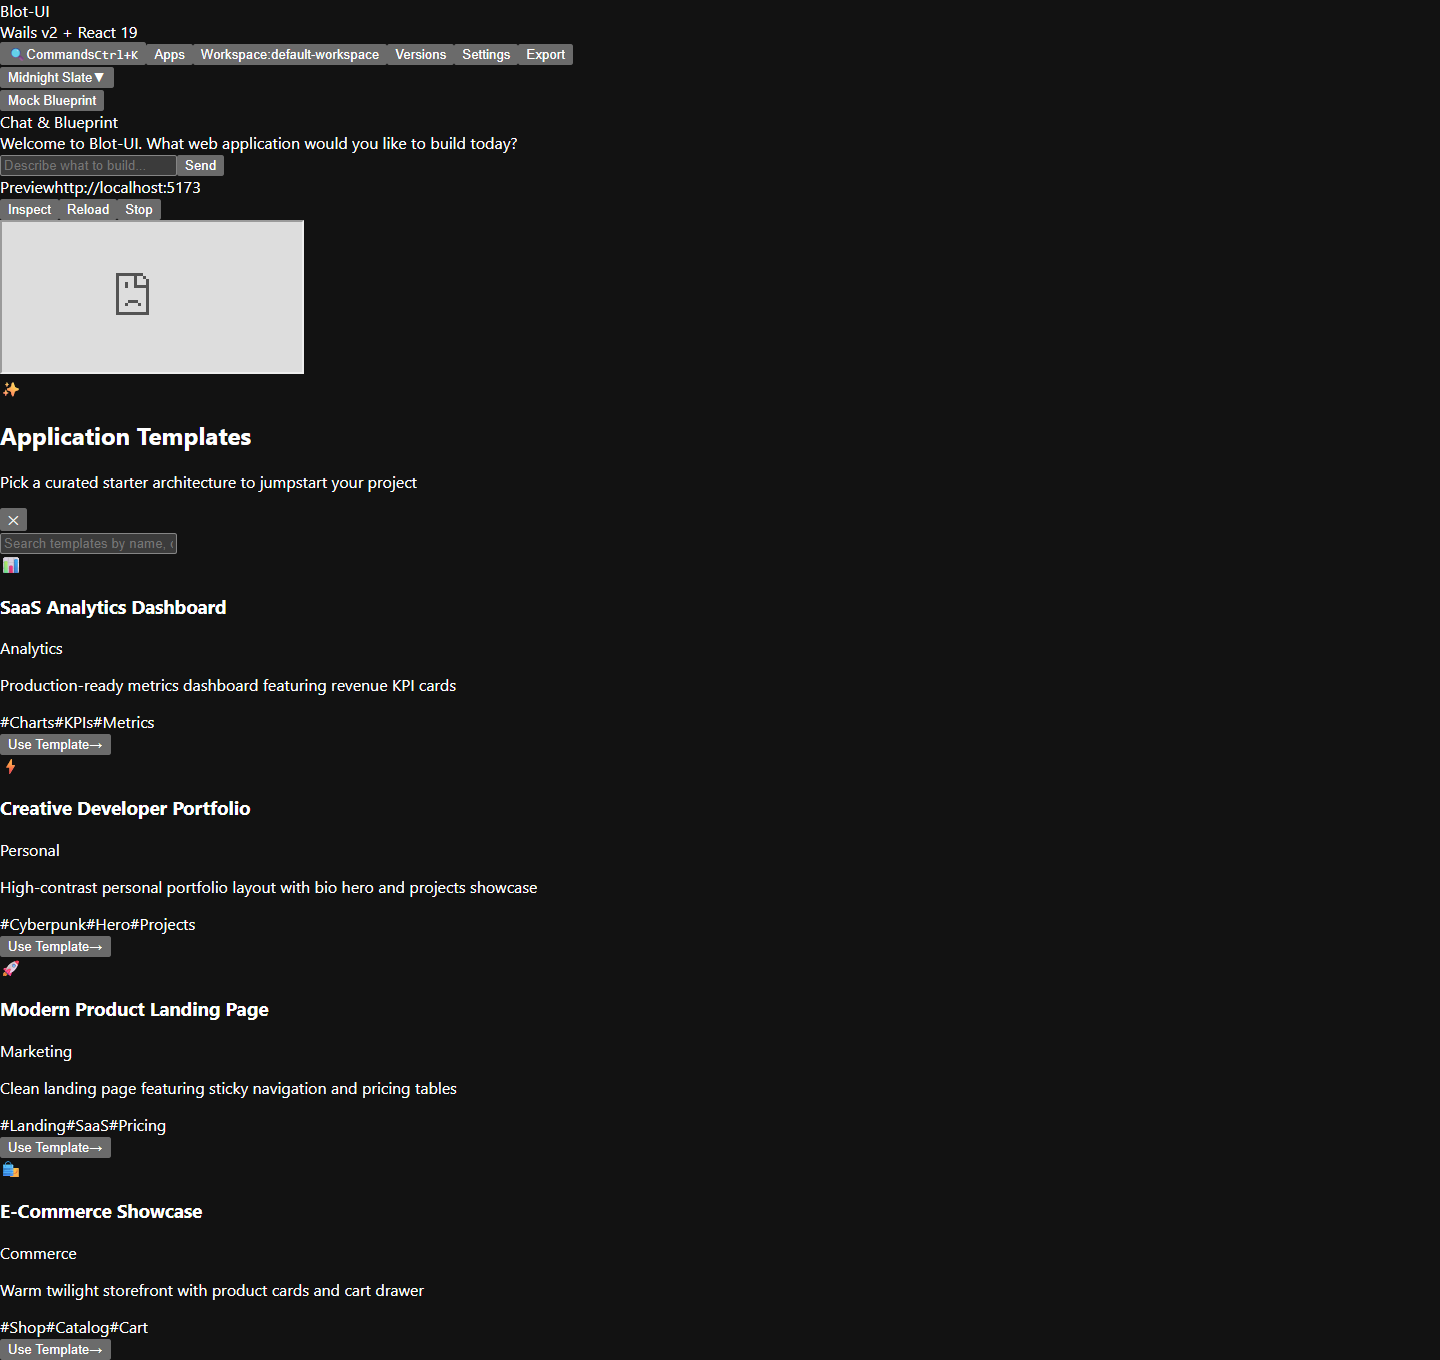 Blot-UI
Wails v2 + React 19
🔍CommandsCtrl+K Apps Workspace:default-workspace Versions Settings Export
Midnight Slate▼
Mock Blueprint
Chat & Blueprint
Welcome to Blot-UI. What web application would you like to build today?
Describe what to build... Send
Previewhttp://localhost:5173
Inspect Reload Stop
✨
Application Templates
Pick a curated starter architecture to jumpstart your project
✕
Search templates by name,
📊
SaaS Analytics Dashboard
Analytics
Production-ready metrics dashboard featuring revenue KPI cards
#Charts#KPIs#Metrics
Use Template→
⚡
Creative Developer Portfolio
Personal
High-contrast personal portfolio layout with bio hero and projects showcase
#Cyberpunk#Hero#Projects
Use Template→
🚀
Modern Product Landing Page
Marketing
Clean landing page featuring sticky navigation and pricing tables
#Landing#SaaS#Pricing
Use Template→
🛍️
E-Commerce Showcase
Commerce
Warm twilight storefront with product cards and cart drawer
#Shop#Catalog#Cart
Use Template→